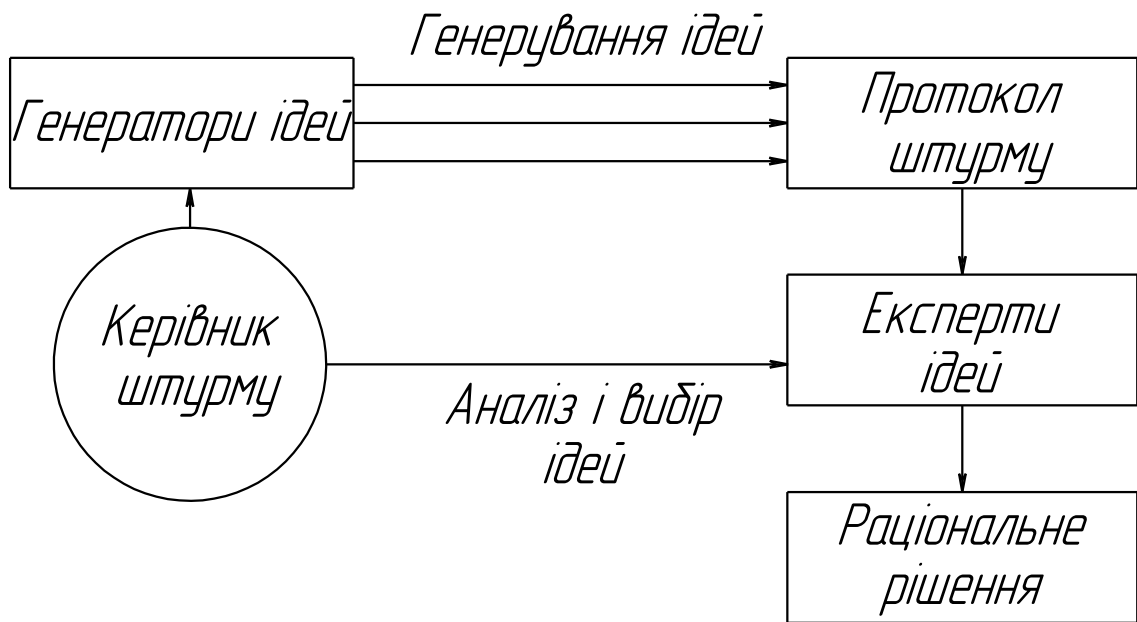 Генерування ідей
Генератори ідей
Протокол
штурму
Керівник
штурму
Експерти
ідей
Аналіз і вибір
ідей
Раціональне
рішення